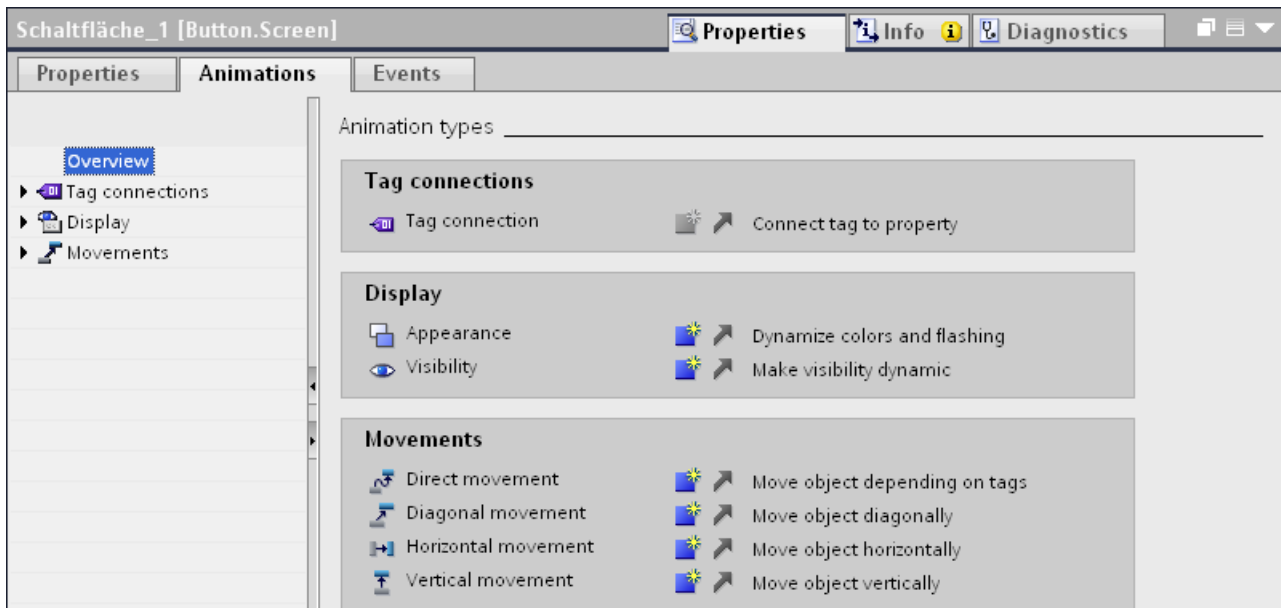 Schaltfläche_1 [Button.Screen] Properties Info Diagnostics
Properties Animations Events
Overview
Tag connections
Display
Movements
Animation types
Tag connections
Tag connection Connect tag to property
Display
Appearance Dynamize colors and flashing
Visibility Make visibility dynamic
Movements
Direct movement Move object depending on tags
Diagonal movement Move object diagonally
Horizontal movement Move object horizontally
Vertical movement Move object vertically